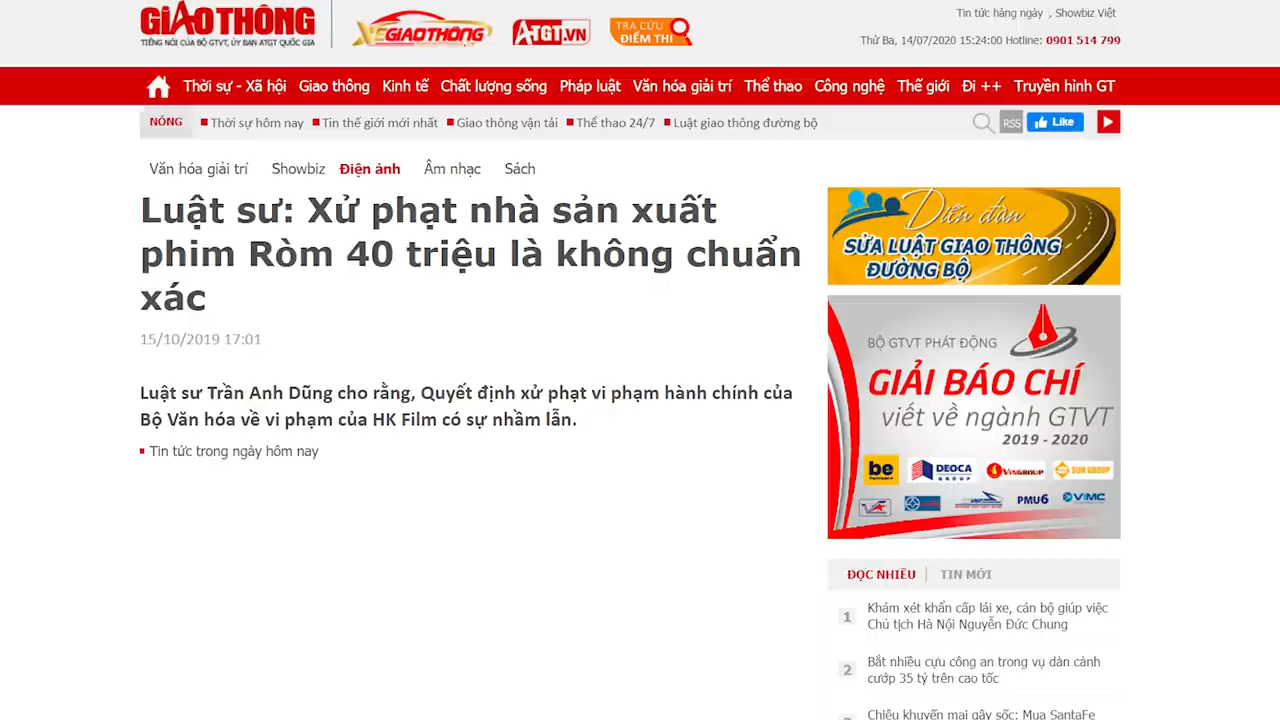 GIAO THÔNG
TIẾNG NÓI CỦA BỘ GTVT, ỦY BAN ATGT QUỐC GIA
XE GIAOTHÔNG
ATGT.VN
TRA CỨU
ĐIỂM THI
Tin tức hàng ngày , Showbiz Việt
Thứ Ba, 14/07/2020 15:24:00 Hotline: 0901 514 799
Thời sự - Xã hội Giao thông Kinh tế Chất lượng sống Pháp luật Văn hóa giải trí Thể thao Công nghệ Thế giới Đi ++ Truyền hình GT
NÓNG Thời sự hôm nay Tin thế giới mới nhất Giao thông vận tải Thể thao 24/7 Luật giao thông đường bộ RSS Like
Văn hóa giải trí Showbiz Điện ảnh Âm nhạc Sách
Luật sư: Xử phạt nhà sản xuất
phim Ròm 40 triệu là không chuẩn
xác
15/10/2019 17:01
Luật sư Trần Anh Dũng cho rằng, Quyết định xử phạt vi phạm hành chính của
Bộ Văn hóa về vi phạm của HK Film có sự nhầm lẫn.
Tin tức trong ngày hôm nay
Diễn đàn
SỬA LUẬT GIAO THÔNG
ĐƯỜNG BỘ
BỘ GTVT PHÁT ĐỘNG
GIẢI BÁO CHÍ
viết về ngành GTVT
2019 - 2020
be DEOCA GROUP VINGROUP SUN GROUP
PMU6 VIMC
ĐỌC NHIỀU TIN MỚI
1 Khám xét khẩn cấp lái xe, cán bộ giúp việc
Chủ tịch Hà Nội Nguyễn Đức Chung
2 Bắt nhiều cựu công an trong vụ dàn cảnh
cướp 35 tỷ trên cao tốc
Chiêu khuyến mại gây sốc: Mua SantaFe